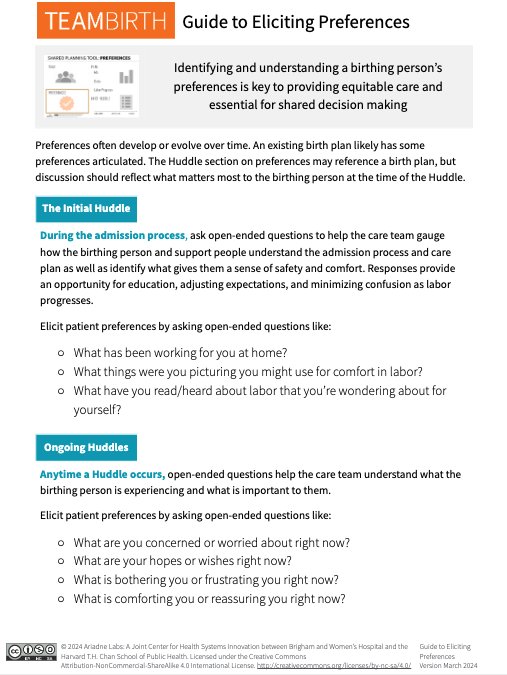 TEAMBIRTH Guide to Eliciting Preferences
SHARED PLANNING TOOL: PREFERENCES
Identifying and understanding a birthing person's
preferences is key to providing equitable care and
essential for shared decision making
Preferences often develop or evolve over time. An existing birth plan likely has some
preferences articulated. The Huddle section on preferences may reference a birth plan, but
discussion should reflect what matters most to the birthing person at the time of the Huddle.
The Initial Huddle
During the admission process, ask open-ended questions to help the care team gauge
how the birthing person and support people understand the admission process and care
plan as well as identify what gives them a sense of safety and comfort. Responses provide
an opportunity for education, adjusting expectations, and minimizing confusion as labor
progresses.
Elicit patient preferences by asking open-ended questions like:
○ What has been working for you at home?
○ What things were you picturing you might use for comfort in labor?
○ What have you read/heard about labor that you're wondering about for
yourself?
Ongoing Huddles
Anytime a Huddle occurs, open-ended questions help the care team understand what the
birthing person is experiencing and what is important to them.
Elicit patient preferences by asking open-ended questions like:
○ What are you concerned or worried about right now?
○ What are your hopes or wishes right now?
○ What is bothering you or frustrating you right now?
○ What is comforting you or reassuring you right now?
CC BY NC SA
© 2024 Ariadne Labs: A Joint Center for Health Systems Innovation between Brigham and Women's Hospital and the
Harvard T.H. Chan School of Public Health. Licensed under the Creative Commons
Attribution-NonCommercial-ShareAlike 4.0 International License. http://creativecommons.org/licenses/by-nc-sa/4.0/
Guide to Eliciting
Preferences
Version March 2024